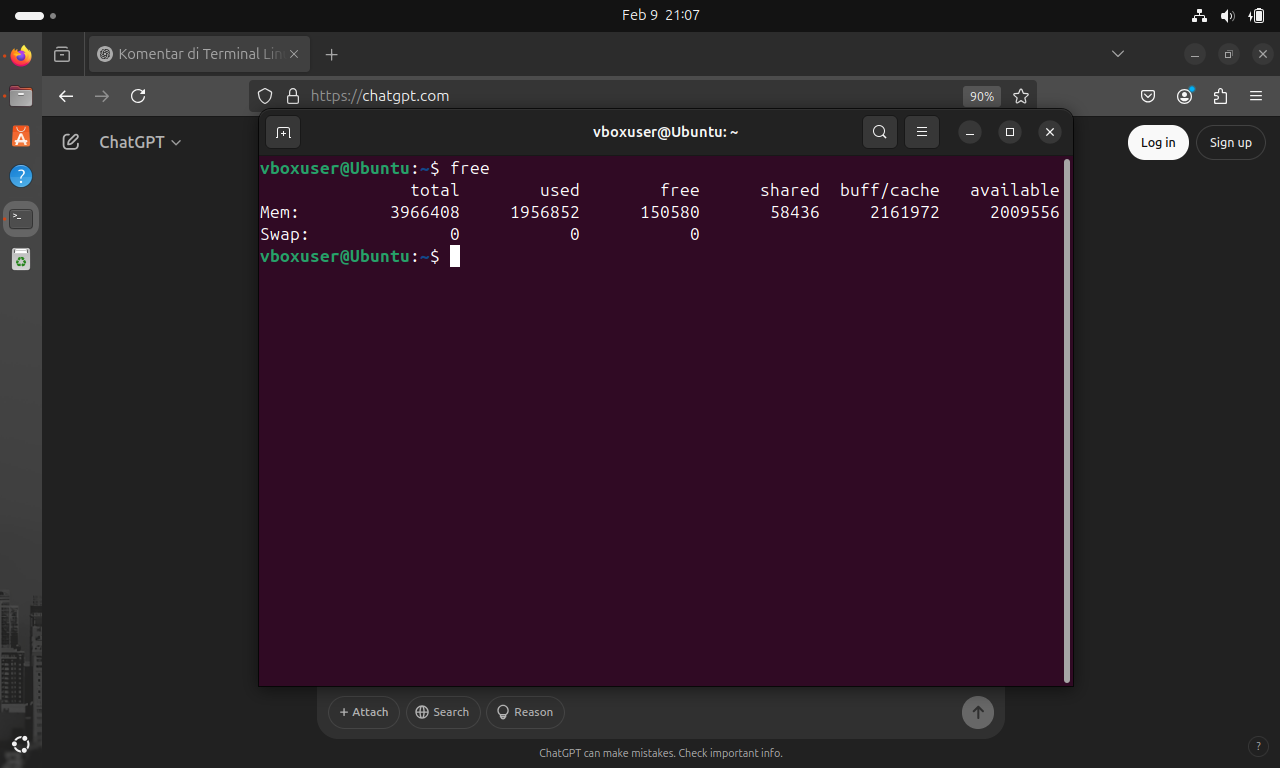 Feb 9 21:07
Komentar di Terminal Lin
https://chatgpt.com
90%
ChatGPT
Log in
Sign up
vboxuser@Ubuntu: ~
vboxuser@Ubuntu:~$ free
total used free shared buff/cache available
Mem: 3966408 1956852 150580 58436 2161972 2009556
Swap: 0 0 0
vboxuser@Ubuntu:~$
+ Attach
Search
Reason
ChatGPT can make mistakes. Check important info.
?